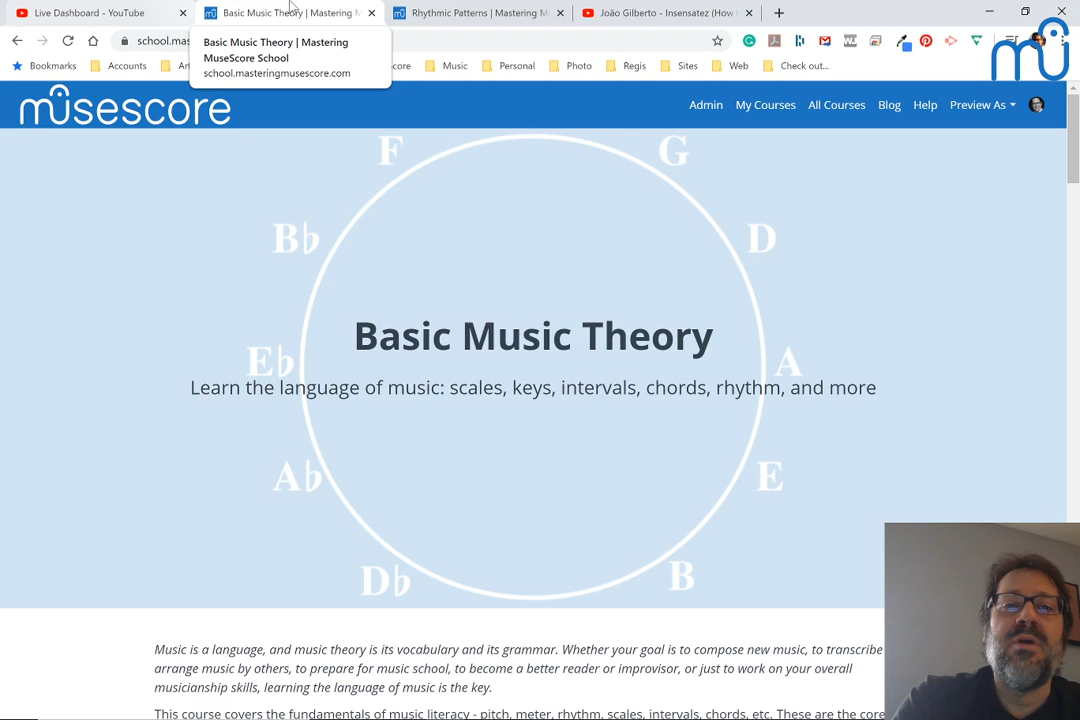 Live Dashboard - YouTube
Basic Music Theory | Mastering M
Rhythmic Patterns | Mastering M
João Gilberto - Insensatez (How
school.mas
Basic Music Theory | Mastering
MuseScore School
school.masteringmusescore.com
Bookmarks
Accounts
Art
core
Music
Personal
Photo
Regis
Sites
Web
Check out...
mu
musescore
Admin
My Courses
All Courses
Blog
Help
Preview As
F
G
B♭
D
E♭
A
A♭
E
D♭
B
Basic Music Theory
Learn the language of music: scales, keys, intervals, chords, rhythm, and more
Music is a language, and music theory is its vocabulary and its grammar. Whether your goal is to compose new music, to transcribe
arrange music by others, to prepare for music school, to become a better reader or improvisor, or just to work on your overall
musicianship skills, learning the language of music is the key.
This course covers the fundamentals of music literacy - pitch, meter, rhythm, scales, intervals, chords, etc. These are the core